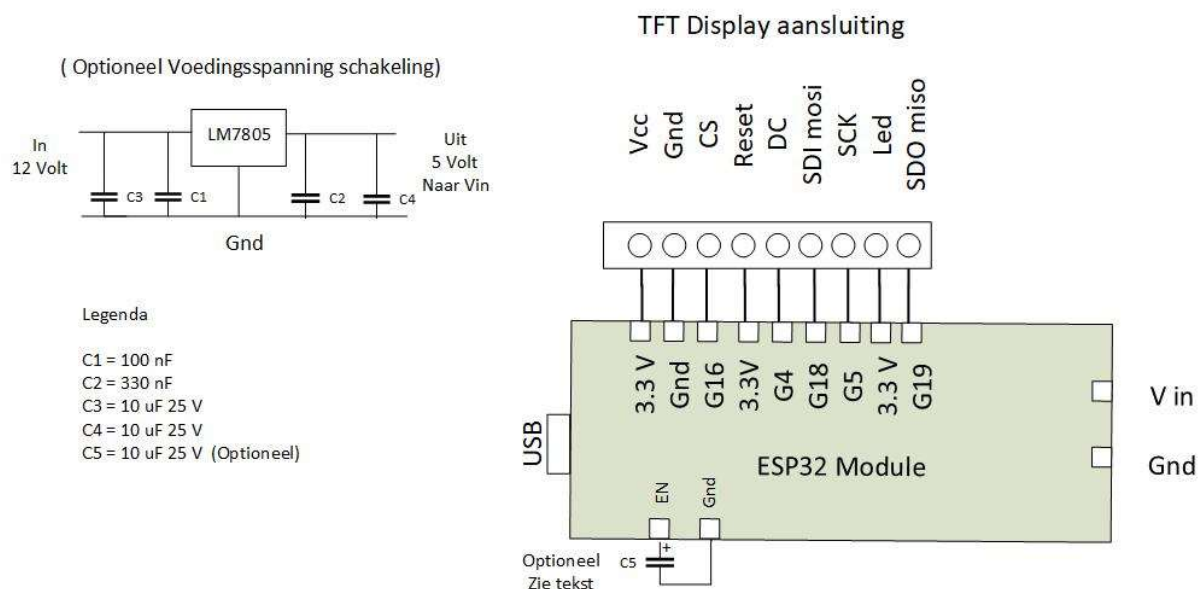 TFT Display aansluiting
( Optioneel Voedingsspanning schakeling)
LM7805
In
12 Volt
Uit
5 Volt
Naar Vin
C3
C1
C2
C4
Gnd
Legenda
C1 = 100 nF
C2 = 330 nF
C3 = 10 uF 25 V
C4 = 10 uF 25 V
C5 = 10 uF 25 V (Optioneel)
Vcc
Gnd
CS
Reset
DC
SDI mosi
SCK
Led
SDO miso
3.3 V
Gnd
G16
3.3V
G4
G18
G5
3.3 V
G19
V in
Gnd
USB
ESP32 Module
EN
Gnd
+
C5
Optioneel
Zie tekst